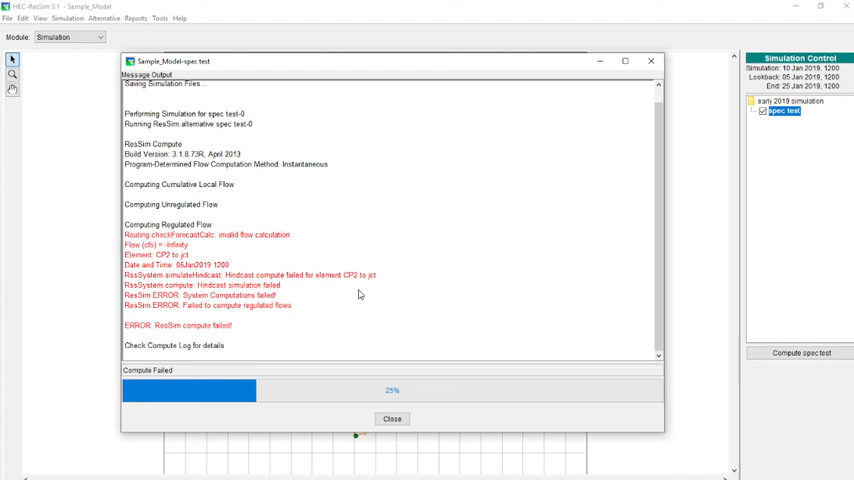 HEC-ResSim 3.1 - Sample_Model
File Edit View Simulation Alternative Reports Tools Help
Module: Simulation
Sample_Model-spec test
Message Output
Saving Simulation Files...
Performing Simulation for spec test-0
Running ResSim alternative spec test-0
ResSim Compute
Build Version: 3.1.8.73R, April 2013
Program-Determined Flow Computation Method: Instantaneous
Computing Cumulative Local Flow
Computing Unregulated Flow
Computing Regulated Flow
Routing.checkForecastCalc: invalid flow calculation
Flow (cfs) = -Infinity
Element: CP2 to jct
Date and Time: 05Jan2019 1200
RssSystem.simulateHindcast: Hindcast compute failed for element CP2 to jct
RssSystem.compute: Hindcast simulation failed
ResSim ERROR: System Computations failed!
ResSim ERROR: Failed to compute regulated flows
ERROR: ResSim compute failed!
Check Compute Log for details
Compute Failed
25%
Close
Simulation Control
Simulation: 10 Jan 2019, 1200
Lookback: 05 Jan 2019, 1200
End: 25 Jan 2019, 1200
early 2019 simulation
spec test
Compute spec test